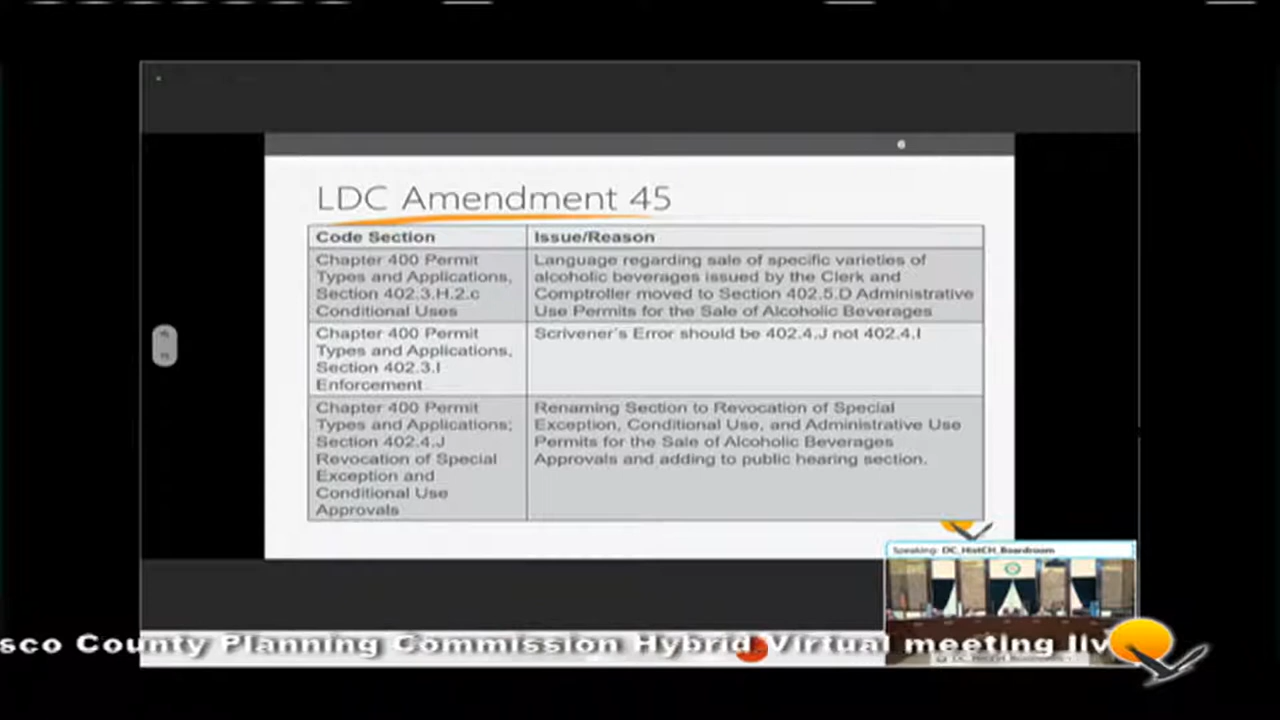 6
LDC Amendment 45
Code Section
Issue/Reason
Chapter 400 Permit
Types and Applications,
Section 402.3.H.2.c
Conditional Uses
Language regarding sale of specific varieties of
alcoholic beverages issued by the Clerk and
Comptroller moved to Section 402.5.D Administrative
Use Permits for the Sale of Alcoholic Beverages
Chapter 400 Permit
Types and Applications,
Section 402.3.I
Enforcement
Scrivener's Error should be 402.4.J not 402.4.I
Chapter 400 Permit
Types and Applications;
Section 402.4.J
Revocation of Special
Exception and
Conditional Use
Approvals
Renaming Section to Revocation of Special
Exception, Conditional Use, and Administrative Use
Permits for the Sale of Alcoholic Beverages
Approvals and adding to public hearing section.
Speaking: DC_HistCH_Boardroom
sco County Planning Commission Hybrid Virtual meeting liv
DC_HistCH_Boardroom